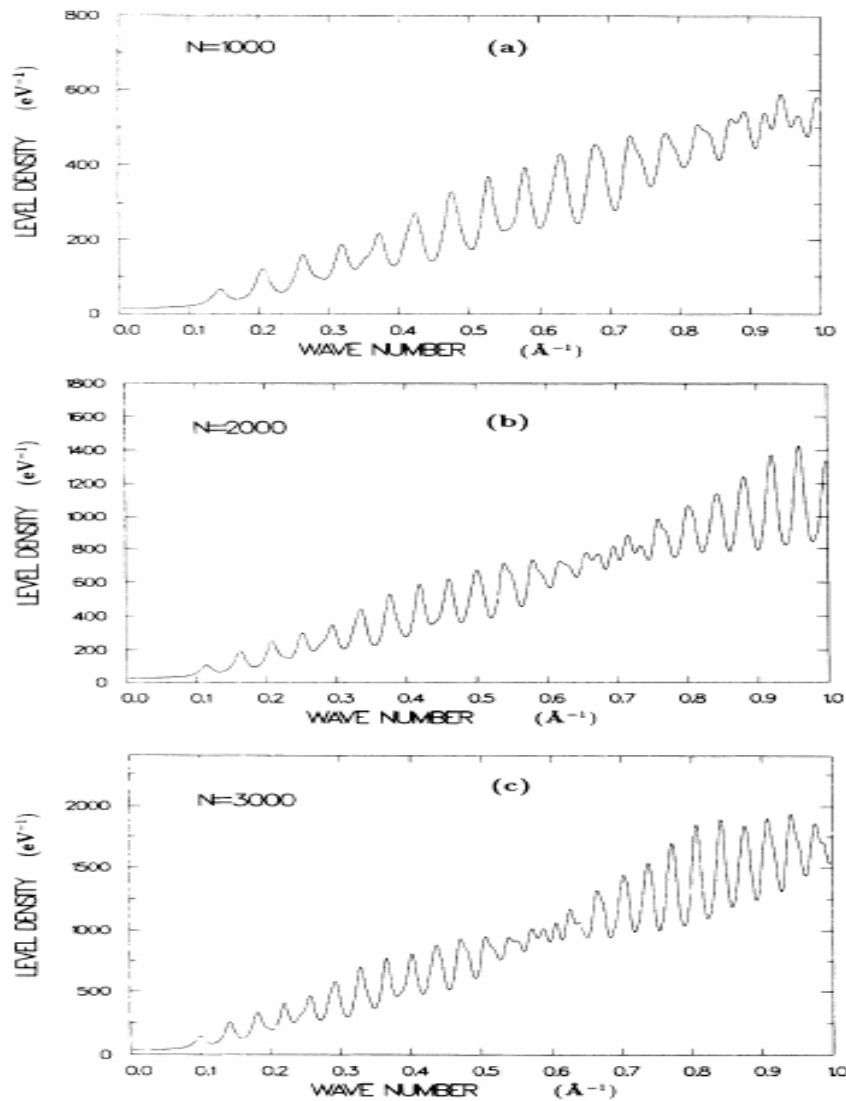 N=1000 (a)
LEVEL DENSITY (eV⁻¹)
800
600
400
200
0
0.0 0.1 0.2 0.3 0.4 0.5 0.6 0.7 0.8 0.9 1.0
WAVE NUMBER (Å⁻¹)
N=2000 (b)
LEVEL DENSITY (eV⁻¹)
1800
1600
1400
1200
1000
800
600
400
200
0
0.0 0.1 0.2 0.3 0.4 0.5 0.6 0.7 0.8 0.9 1.0
WAVE NUMBER (Å⁻¹)
N=3000 (c)
LEVEL DENSITY (eV⁻¹)
2000
1500
1000
500
0
0.0 0.1 0.2 0.3 0.4 0.5 0.6 0.7 0.8 0.9 1.0
WAVE NUMBER (Å⁻¹)